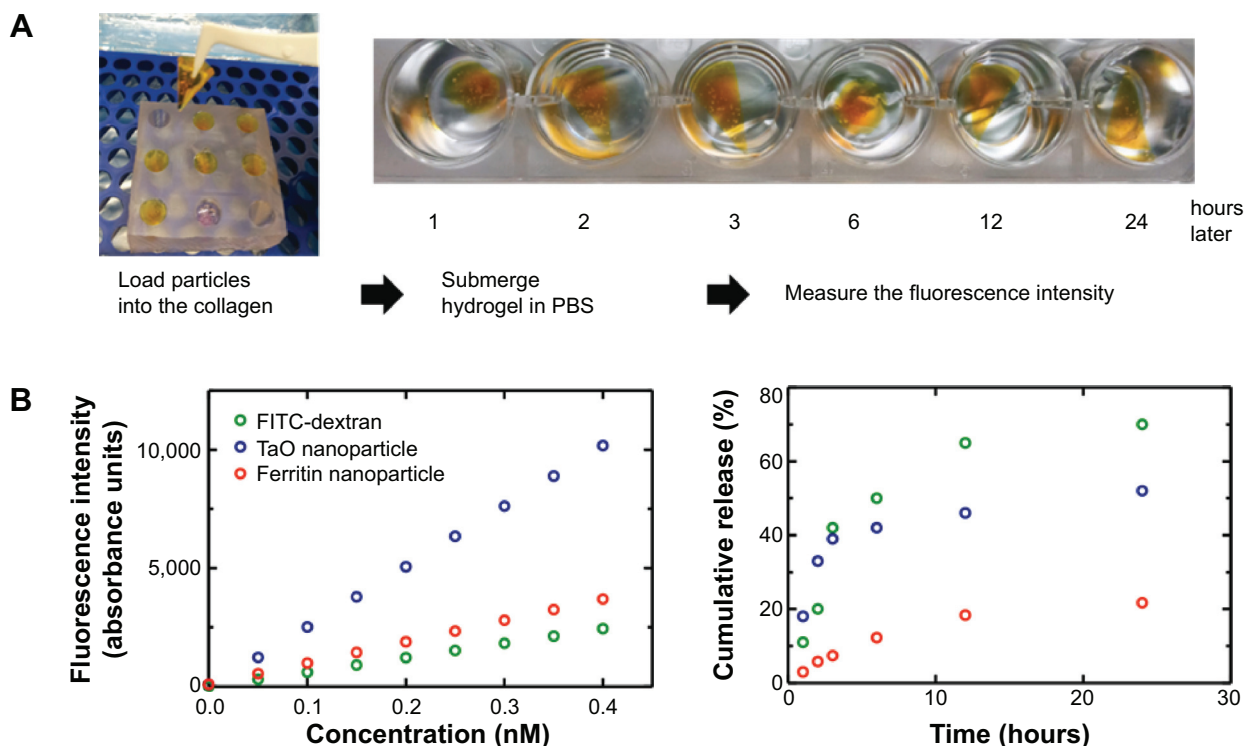 A
1 2 3 6 12 24 hours
later
Load particles
into the collagen
Submerge
hydrogel in PBS
Measure the fluorescence intensity
B
Fluorescence intensity
(absorbance units)
10,000
5,000
0
FITC-dextran
TaO nanoparticle
Ferritin nanoparticle
0.0 0.1 0.2 0.3 0.4
Concentration (nM)
Cumulative release (%)
80
60
40
20
0
0 10 20 30
Time (hours)